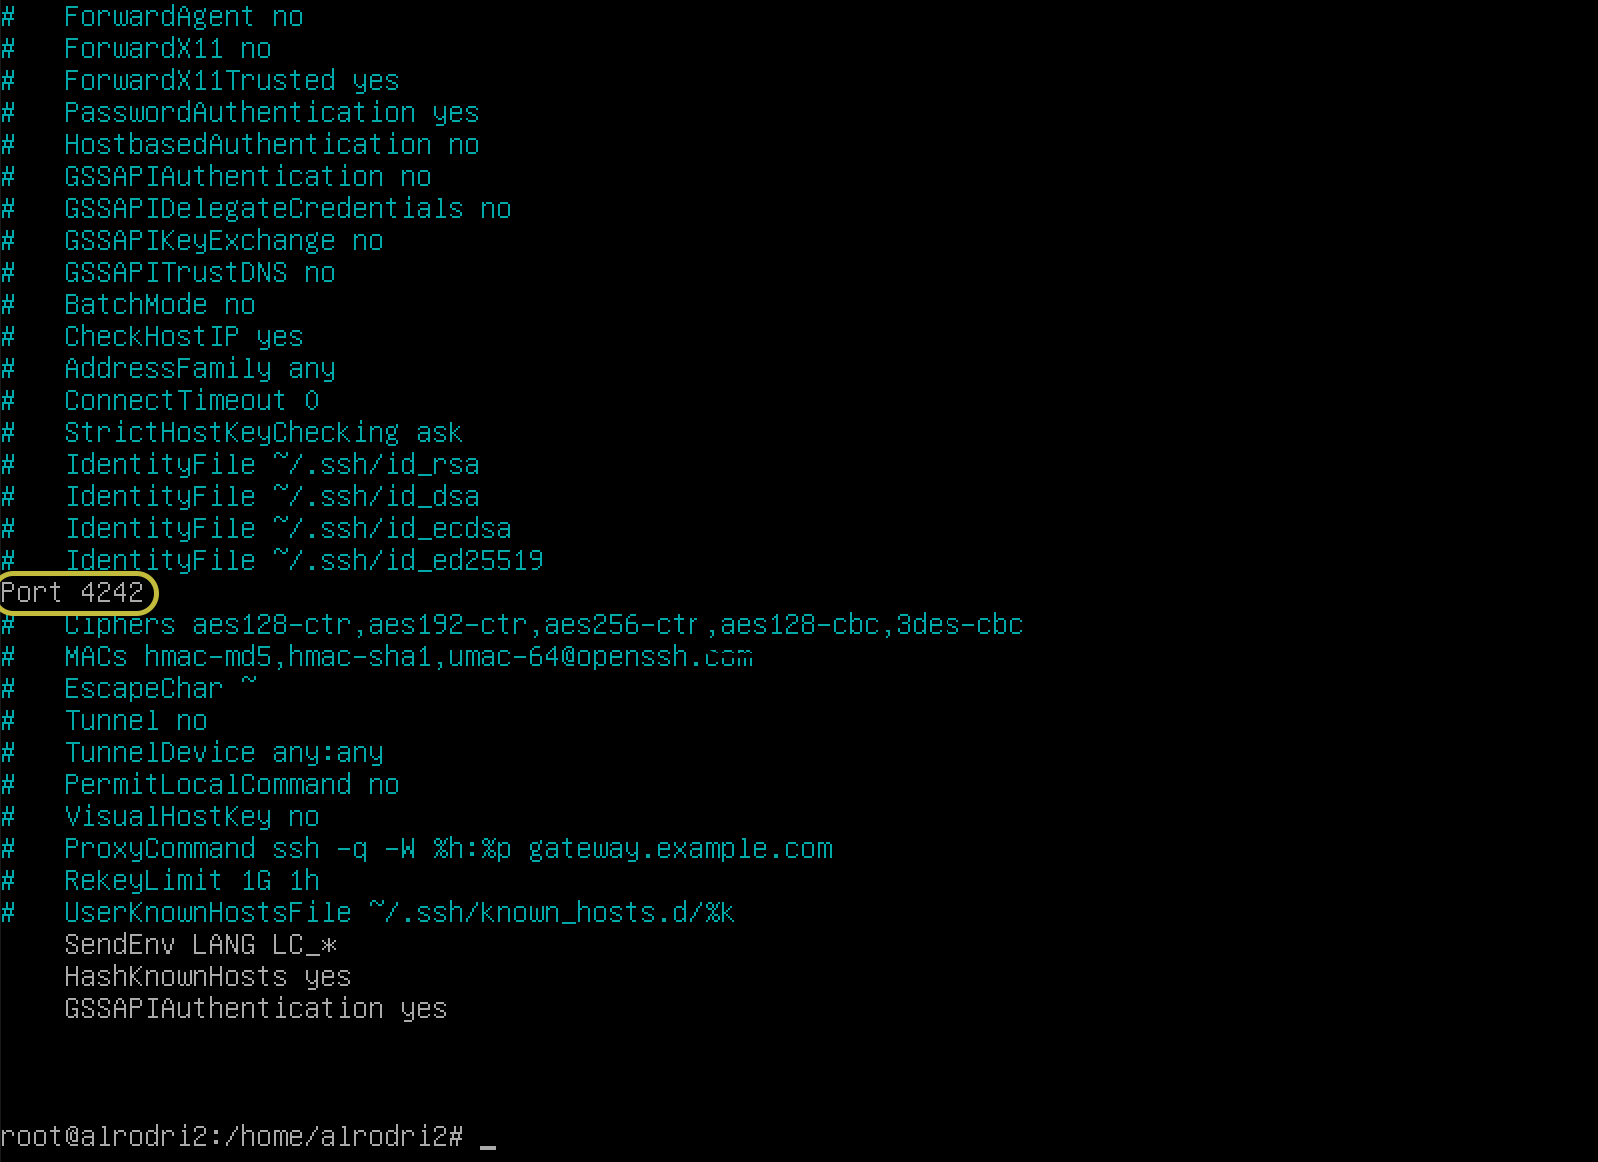 #   ForwardAgent no
#   ForwardX11 no
#   ForwardX11Trusted yes
#   PasswordAuthentication yes
#   HostbasedAuthentication no
#   GSSAPIAuthentication no
#   GSSAPIDelegateCredentials no
#   GSSAPIKeyExchange no
#   GSSAPITrustDNS no
#   BatchMode no
#   CheckHostIP yes
#   AddressFamily any
#   ConnectTimeout 0
#   StrictHostKeyChecking ask
#   IdentityFile ~/.ssh/id_rsa
#   IdentityFile ~/.ssh/id_dsa
#   IdentityFile ~/.ssh/id_ecdsa
#   IdentityFile ~/.ssh/id_ed25519
Port 4242
#   Ciphers aes128-ctr,aes192-ctr,aes256-ctr,aes128-cbc,3des-cbc
#   MACs hmac-md5,hmac-sha1,umac-64@openssh.com
#   EscapeChar ~
#   Tunnel no
#   TunnelDevice any:any
#   PermitLocalCommand no
#   VisualHostKey no
#   ProxyCommand ssh -q -W %h:%p gateway.example.com
#   RekeyLimit 1G 1h
#   UserKnownHostsFile ~/.ssh/known_hosts.d/%k
    SendEnv LANG LC_*
    HashKnownHosts yes
    GSSAPIAuthentication yes
root@alrodri2:/home/alrodri2# _